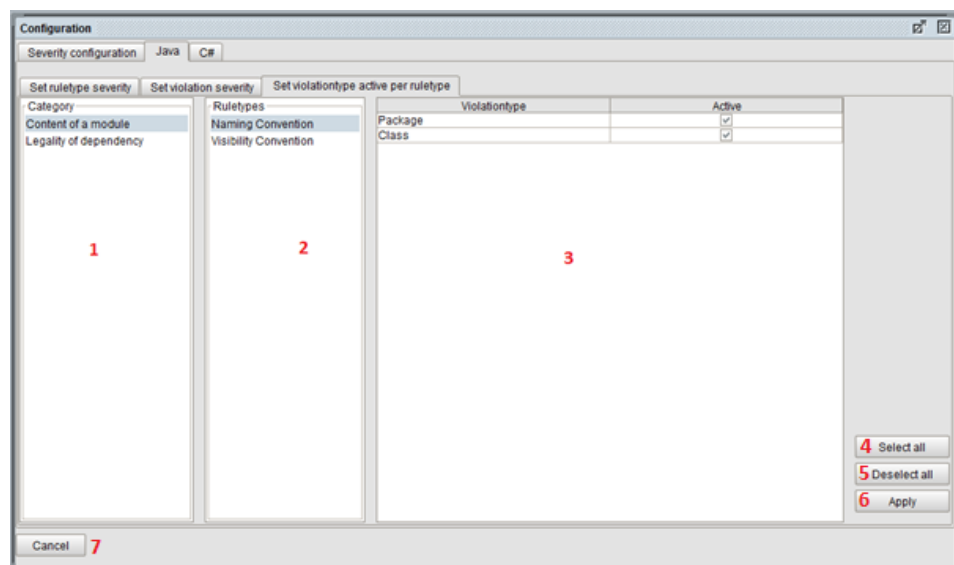 Configuration
Severity configuration Java C#
Set ruletype severity Set violation severity Set violationtype active per ruletype
Category Ruletypes Violationtype Active
Content of a module Naming Convention Package
Legality of dependency Visibility Convention Class
1 2 3
4 Select all
5 Deselect all
6 Apply
Cancel 7